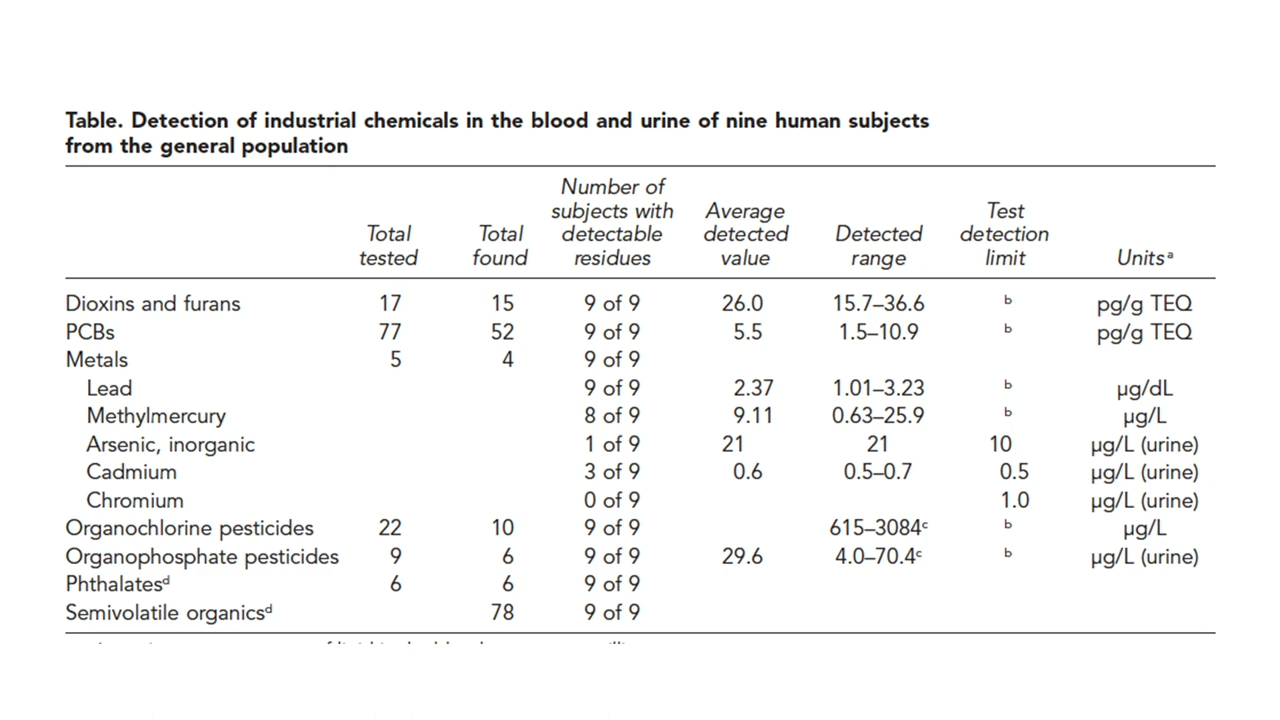 Table. Detection of industrial chemicals in the blood and urine of nine human subjects
from the general population
Number of
subjects with Average Test
Total Total detectable detected Detected detection
tested found residues value range limit Units a
Dioxins and furans 17 15 9 of 9 26.0 15.7–36.6 b pg/g TEQ
PCBs 77 52 9 of 9 5.5 1.5–10.9 b pg/g TEQ
Metals 5 4 9 of 9
Lead 9 of 9 2.37 1.01–3.23 b µg/dL
Methylmercury 8 of 9 9.11 0.63–25.9 b µg/L
Arsenic, inorganic 1 of 9 21 21 10 µg/L (urine)
Cadmium 3 of 9 0.6 0.5–0.7 0.5 µg/L (urine)
Chromium 0 of 9 1.0 µg/L (urine)
Organochlorine pesticides 22 10 9 of 9 615–3084c b µg/L
Organophosphate pesticides 9 6 9 of 9 29.6 4.0–70.4c b µg/L (urine)
Phthalatesd 6 6 9 of 9
Semivolatile organicsd 78 9 of 9